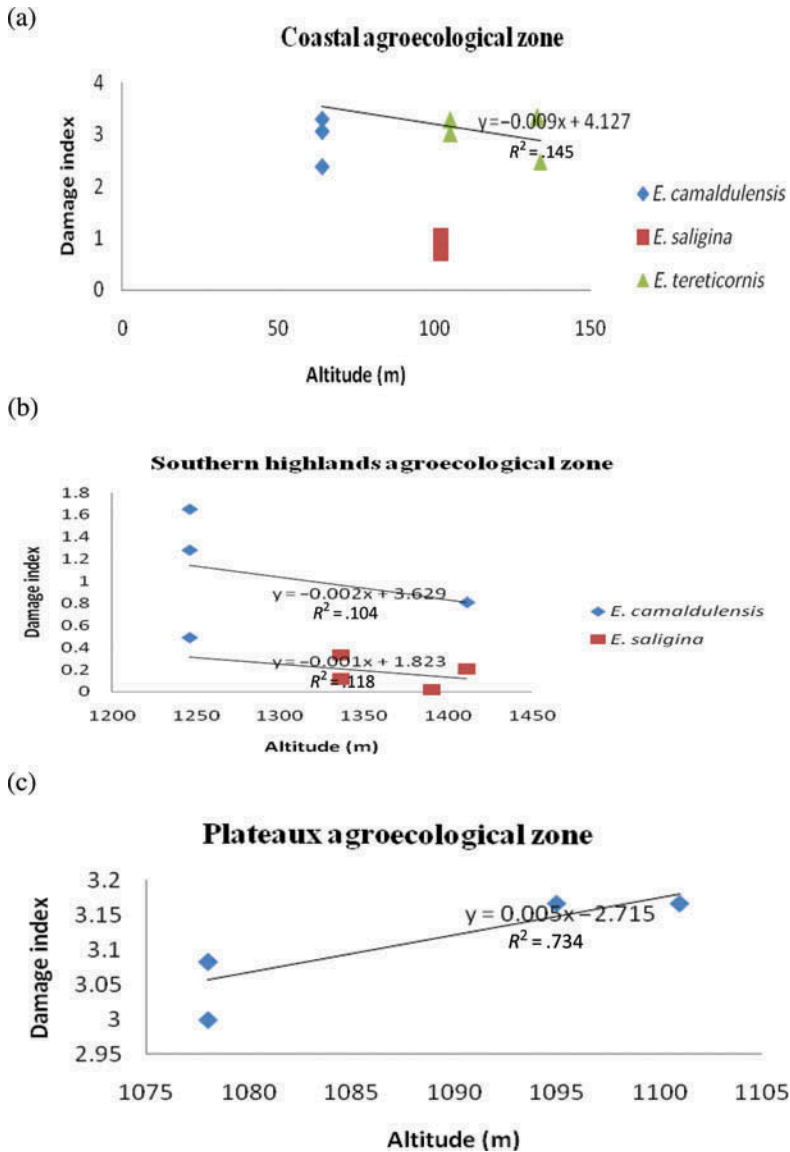 (a)
Coastal agroecological zone
4
3
2
1
0
Damage index
y=−0.009x + 4.127
R² = .145
0 50 100 150
Altitude (m)
E. camaldulensis
E. saligina
E. tereticornis
(b)
Southern highlands agroecological zone
1.8
1.6
1.4
1.2
1
0.8
0.6
0.4
0.2
0
Damage index
y = −0.002x + 3.629
R² = .104
y = −0.001x + 1.823
R² = .118
1200 1250 1300 1350 1400 1450
Altitude (m)
E. camaldulensis
E. saligina
(c)
Plateaux agroecological zone
3.2
3.15
3.1
3.05
3
2.95
Damage index
y = 0.005x−2.715
R² = .734
1075 1080 1085 1090 1095 1100 1105
Altitude (m)